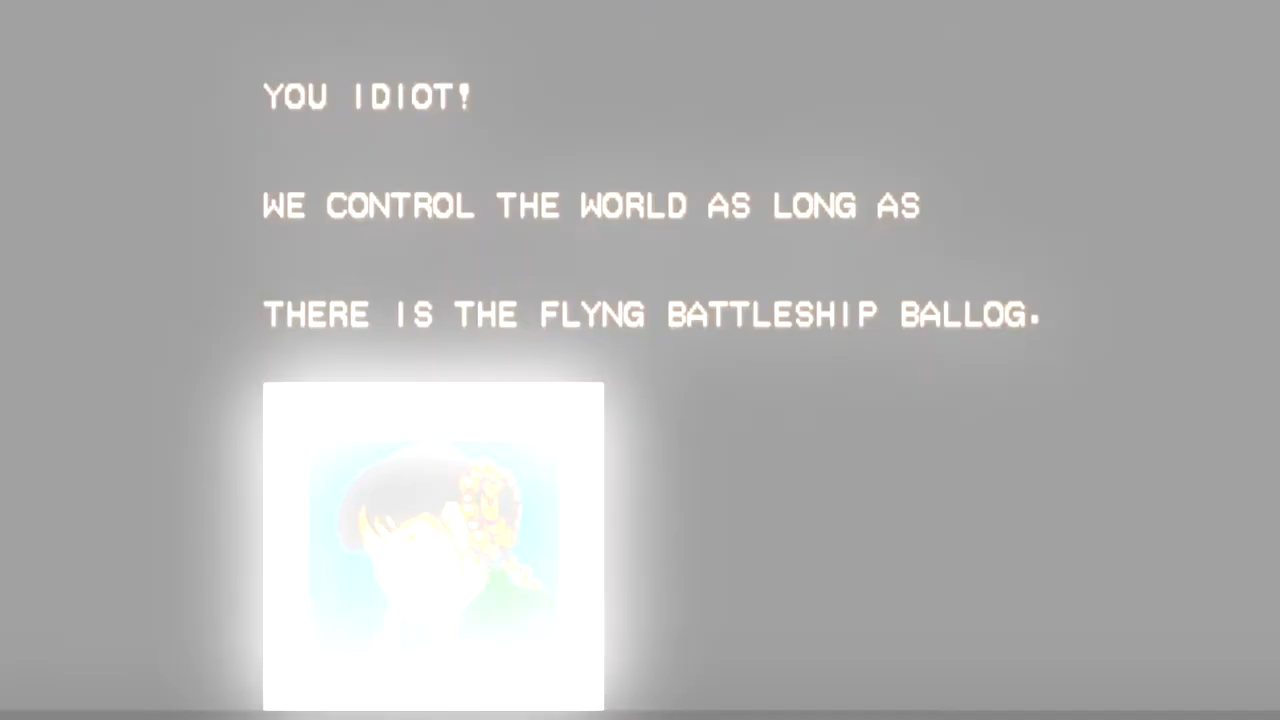 YOU IDIOT!
WE CONTROL THE WORLD AS LONG AS
THERE IS THE FLYNG BATTLESHIP BALLOG.